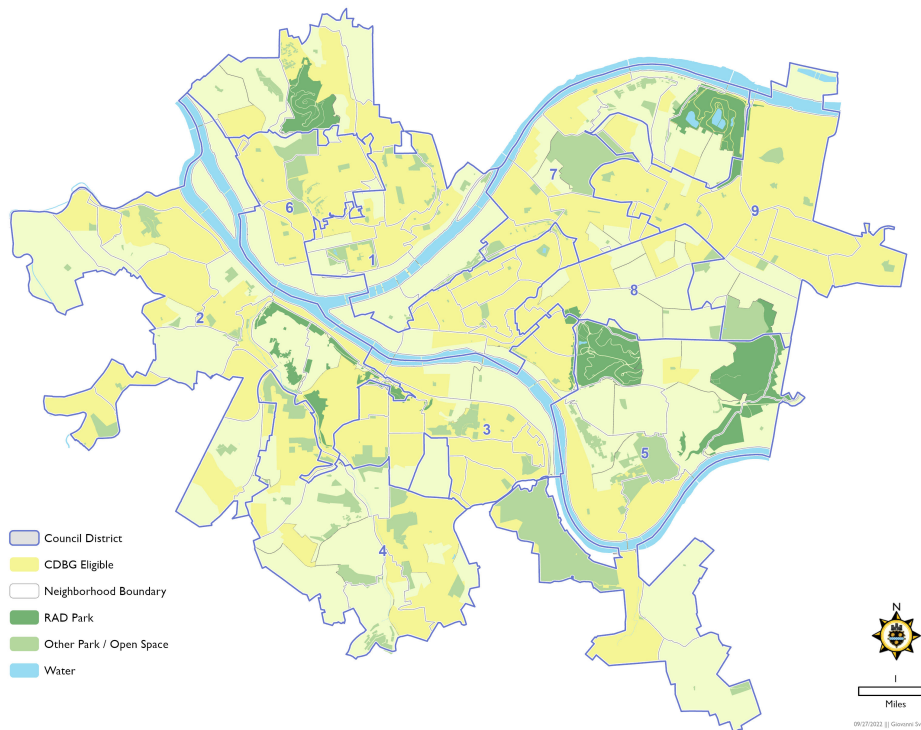 7
9
6
1
8
2
3
5
4
Council District
CDBG Eligible
Neighborhood Boundary
RAD Park
Other Park / Open Space
Water
N
1
Miles
09/27/2022 || Giovanni